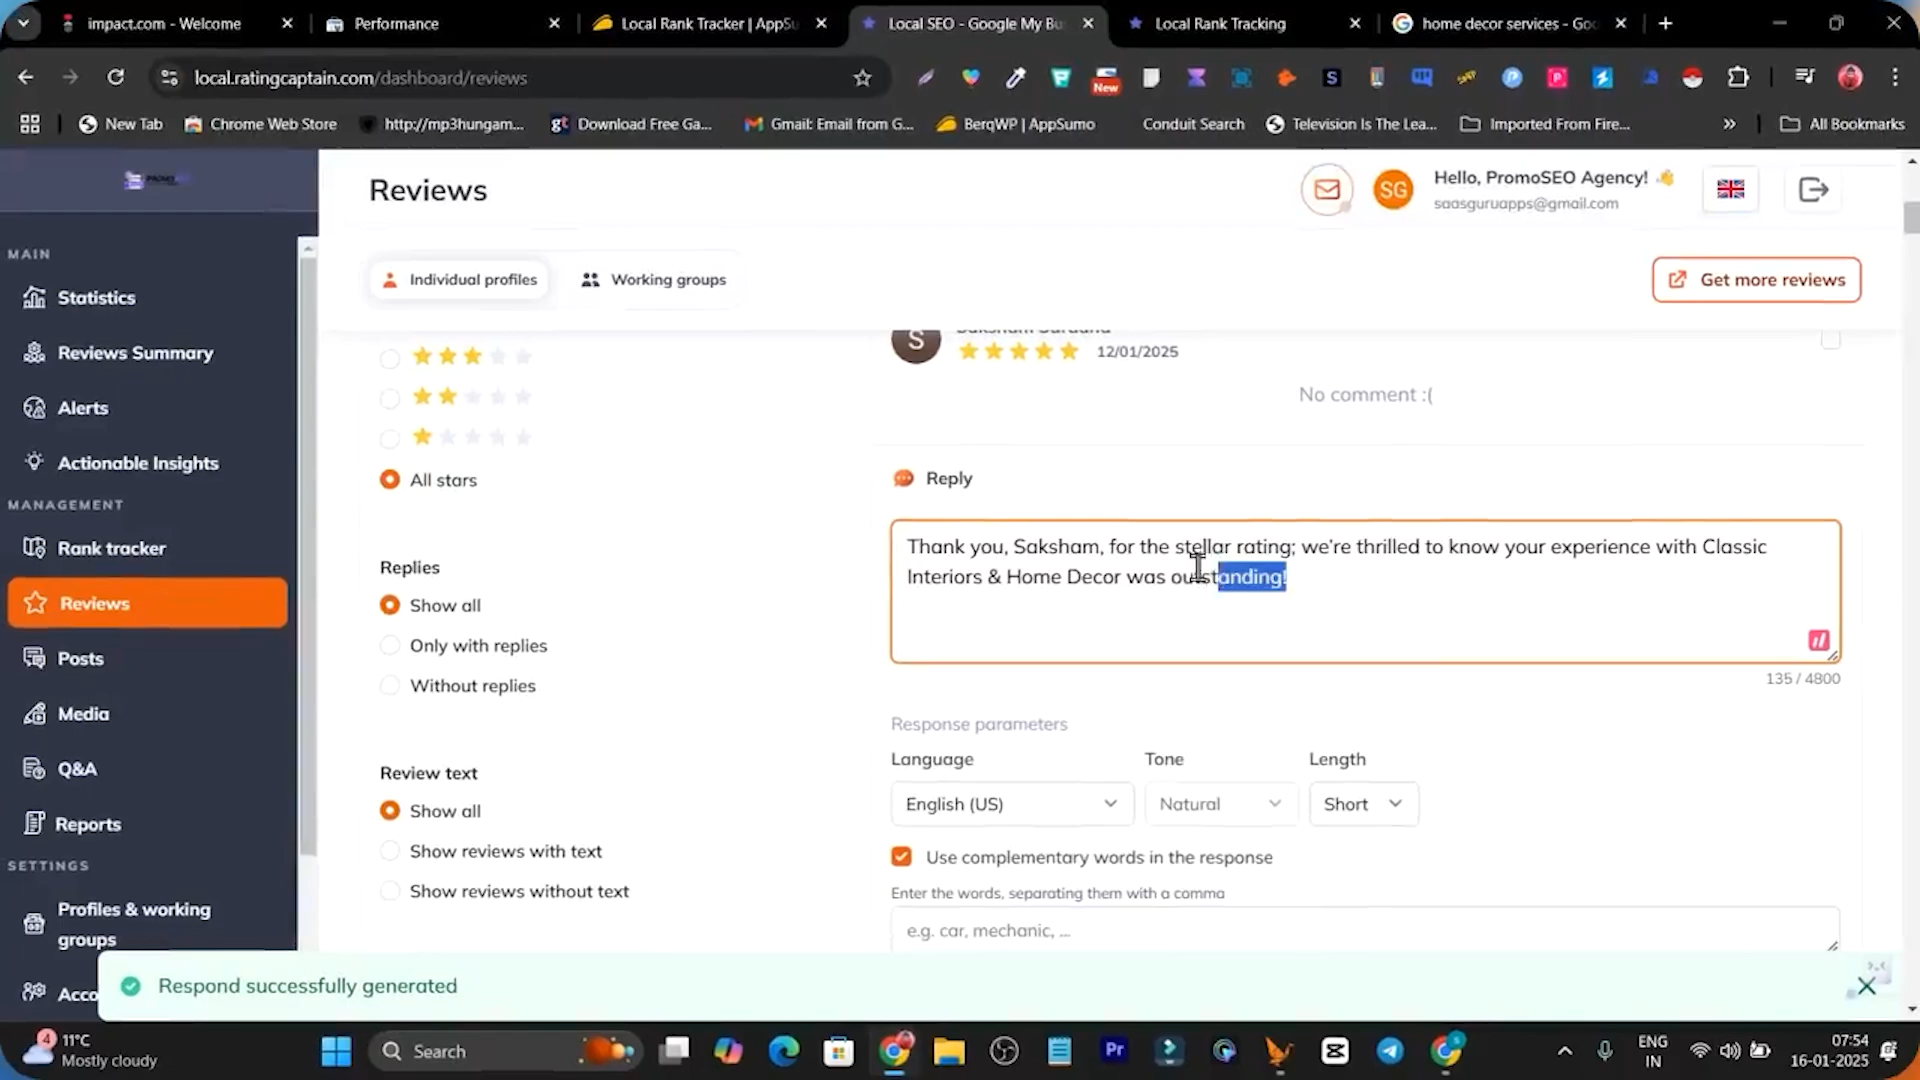 impact.com - Welcome
Performance
Local Rank Tracker | AppSu
Local SEO - Google My Bu
Local Rank Tracking
home decor services - Goo
local.ratingcaptain.com/dashboard/reviews
New
New Tab
Chrome Web Store
http://mp3hungam...
Download Free Ga...
Gmail: Email from G...
BerqWP | AppSumo
Conduit Search
Television Is The Lea...
Imported From Fire...
All Bookmarks
Reviews
SG
Hello, PromoSEO Agency!
saasguruapps@gmail.com
Individual profiles
Working groups
Get more reviews
MAIN
Statistics
Reviews Summary
Alerts
Actionable Insights
MANAGEMENT
Rank tracker
Reviews
Posts
Media
Q&A
Reports
SETTINGS
Profiles & working
groups
Acco
All stars
Replies
Show all
Only with replies
Without replies
Review text
Show all
Show reviews with text
Show reviews without text
S
12/01/2025
No comment :(
Reply
Thank you, Saksham, for the stellar rating; we're thrilled to know your experience with Classic
Interiors & Home Decor was outstanding!
135 / 4800
Response parameters
Language
Tone
Length
English (US)
Natural
Short
Use complementary words in the response
Enter the words, separating them with a comma
e.g. car, mechanic, ...
Respond successfully generated
4
11°C
Mostly cloudy
Search
Pr
ENG
IN
07:54
16-01-2025